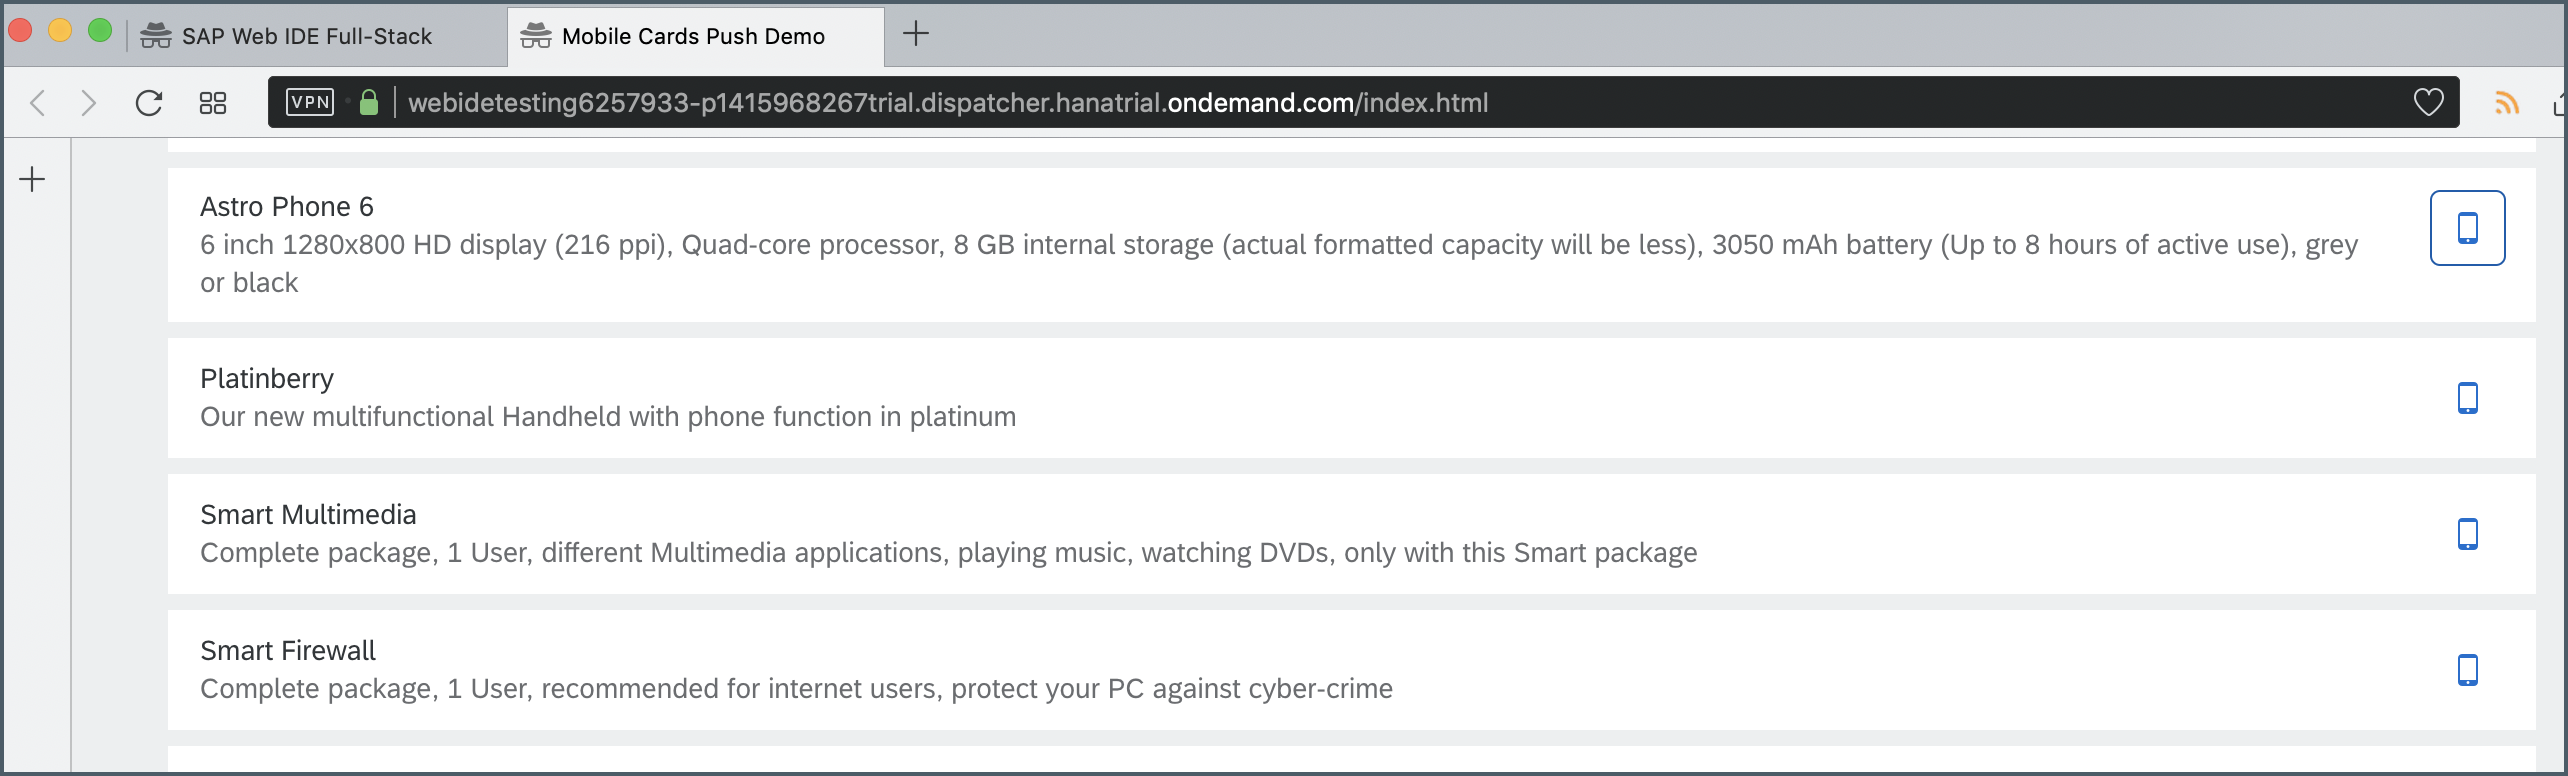 SAP Web IDE Full-Stack
Mobile Cards Push Demo
VPN
webidetesting6257933-p1415968267trial.dispatcher.hanatrial.ondemand.com/index.html
Astro Phone 6
6 inch 1280x800 HD display (216 ppi), Quad-core processor, 8 GB internal storage (actual formatted capacity will be less), 3050 mAh battery (Up to 8 hours of active use), grey
or black
Platinberry
Our new multifunctional Handheld with phone function in platinum
Smart Multimedia
Complete package, 1 User, different Multimedia applications, playing music, watching DVDs, only with this Smart package
Smart Firewall
Complete package, 1 User, recommended for internet users, protect your PC against cyber-crime